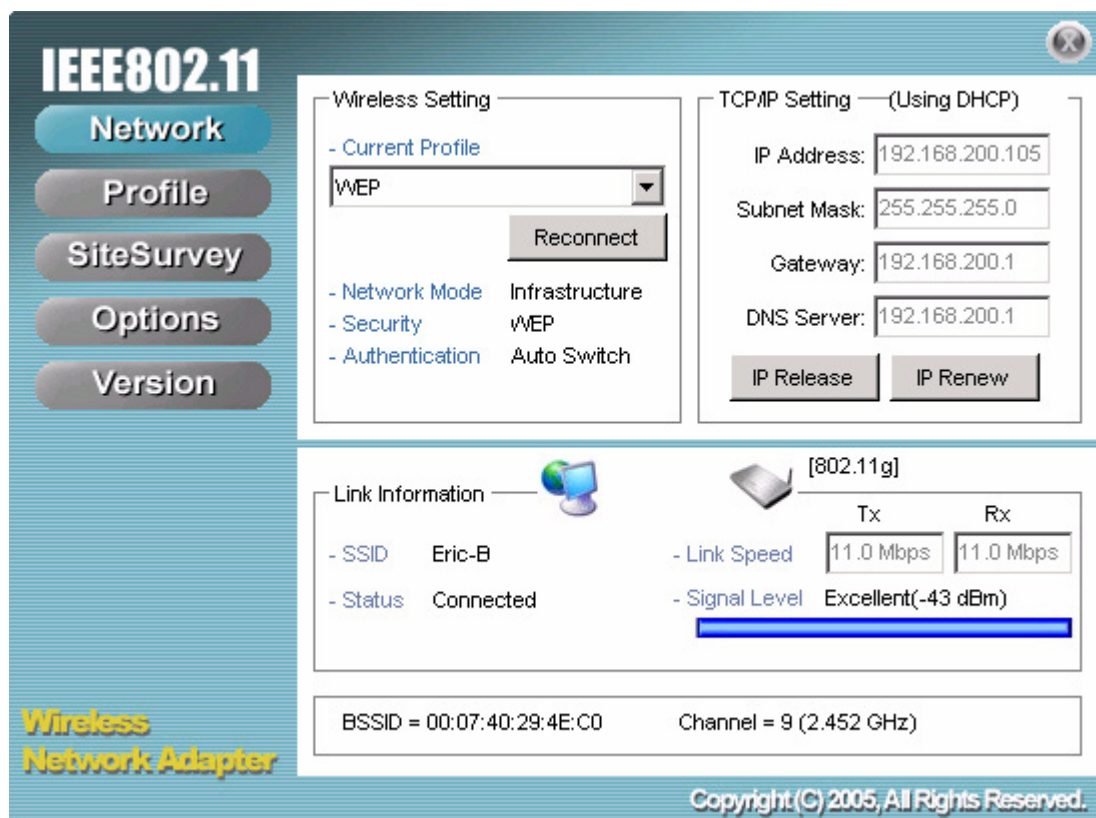 IEEE802.11
Network
Profile
SiteSurvey
Options
Version
Wireless
Network Adapter
Wireless Setting
- Current Profile
WEP
Reconnect
- Network Mode Infrastructure
- Security WEP
- Authentication Auto Switch
TCP/IP Setting (Using DHCP)
IP Address: 192.168.200.105
Subnet Mask: 255.255.255.0
Gateway: 192.168.200.1
DNS Server: 192.168.200.1
IP Release IP Renew
Link Information
[802.11g]
Tx Rx
- SSID Eric-B
- Link Speed 11.0 Mbps 11.0 Mbps
- Status Connected
- Signal Level Excellent(-43 dBm)
BSSID = 00:07:40:29:4E:C0 Channel = 9 (2.452 GHz)
Copyright (C) 2005, All Rights Reserved.